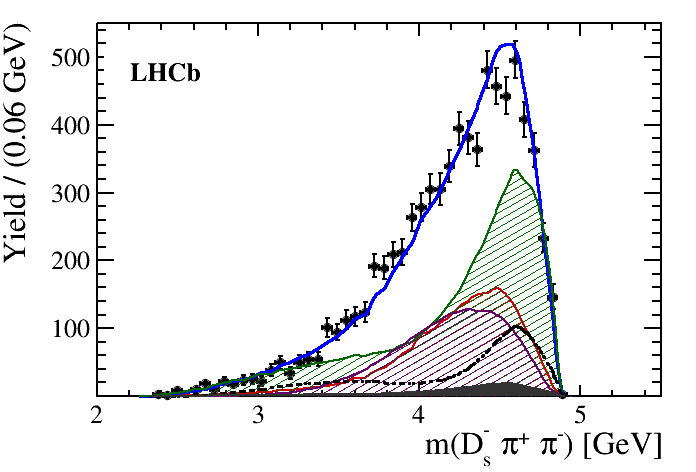 Yield / (0.06 GeV)
500
400
300
200
100
LHCb
2 3 4 5
m(D_s^- π^+ π^-) [GeV]